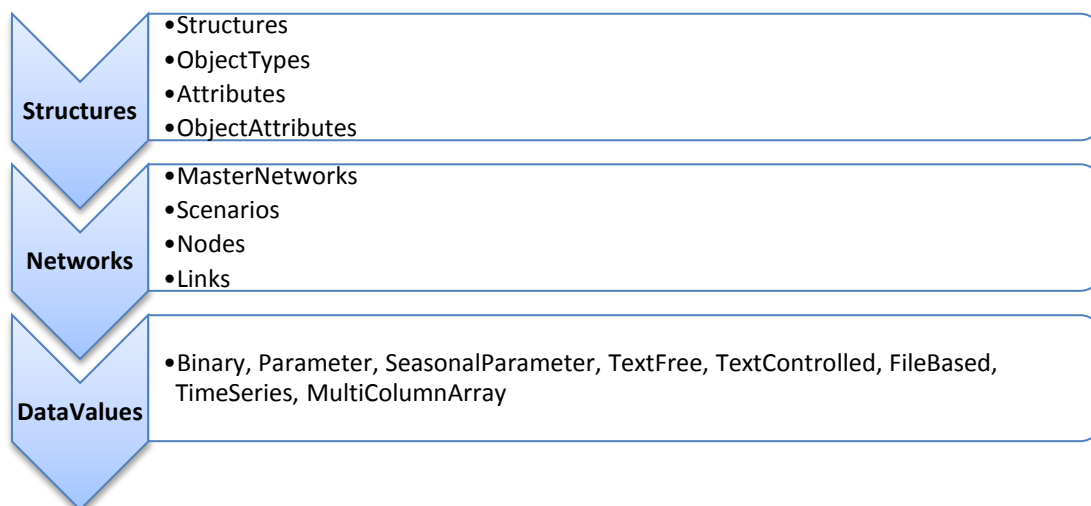 Structures
•Structures
•ObjectTypes
•Attributes
•ObjectAttributes
Networks
•MasterNetworks
•Scenarios
•Nodes
•Links
DataValues
•Binary, Parameter, SeasonalParameter, TextFree, TextControlled, FileBased,
TimeSeries, MultiColumnArray